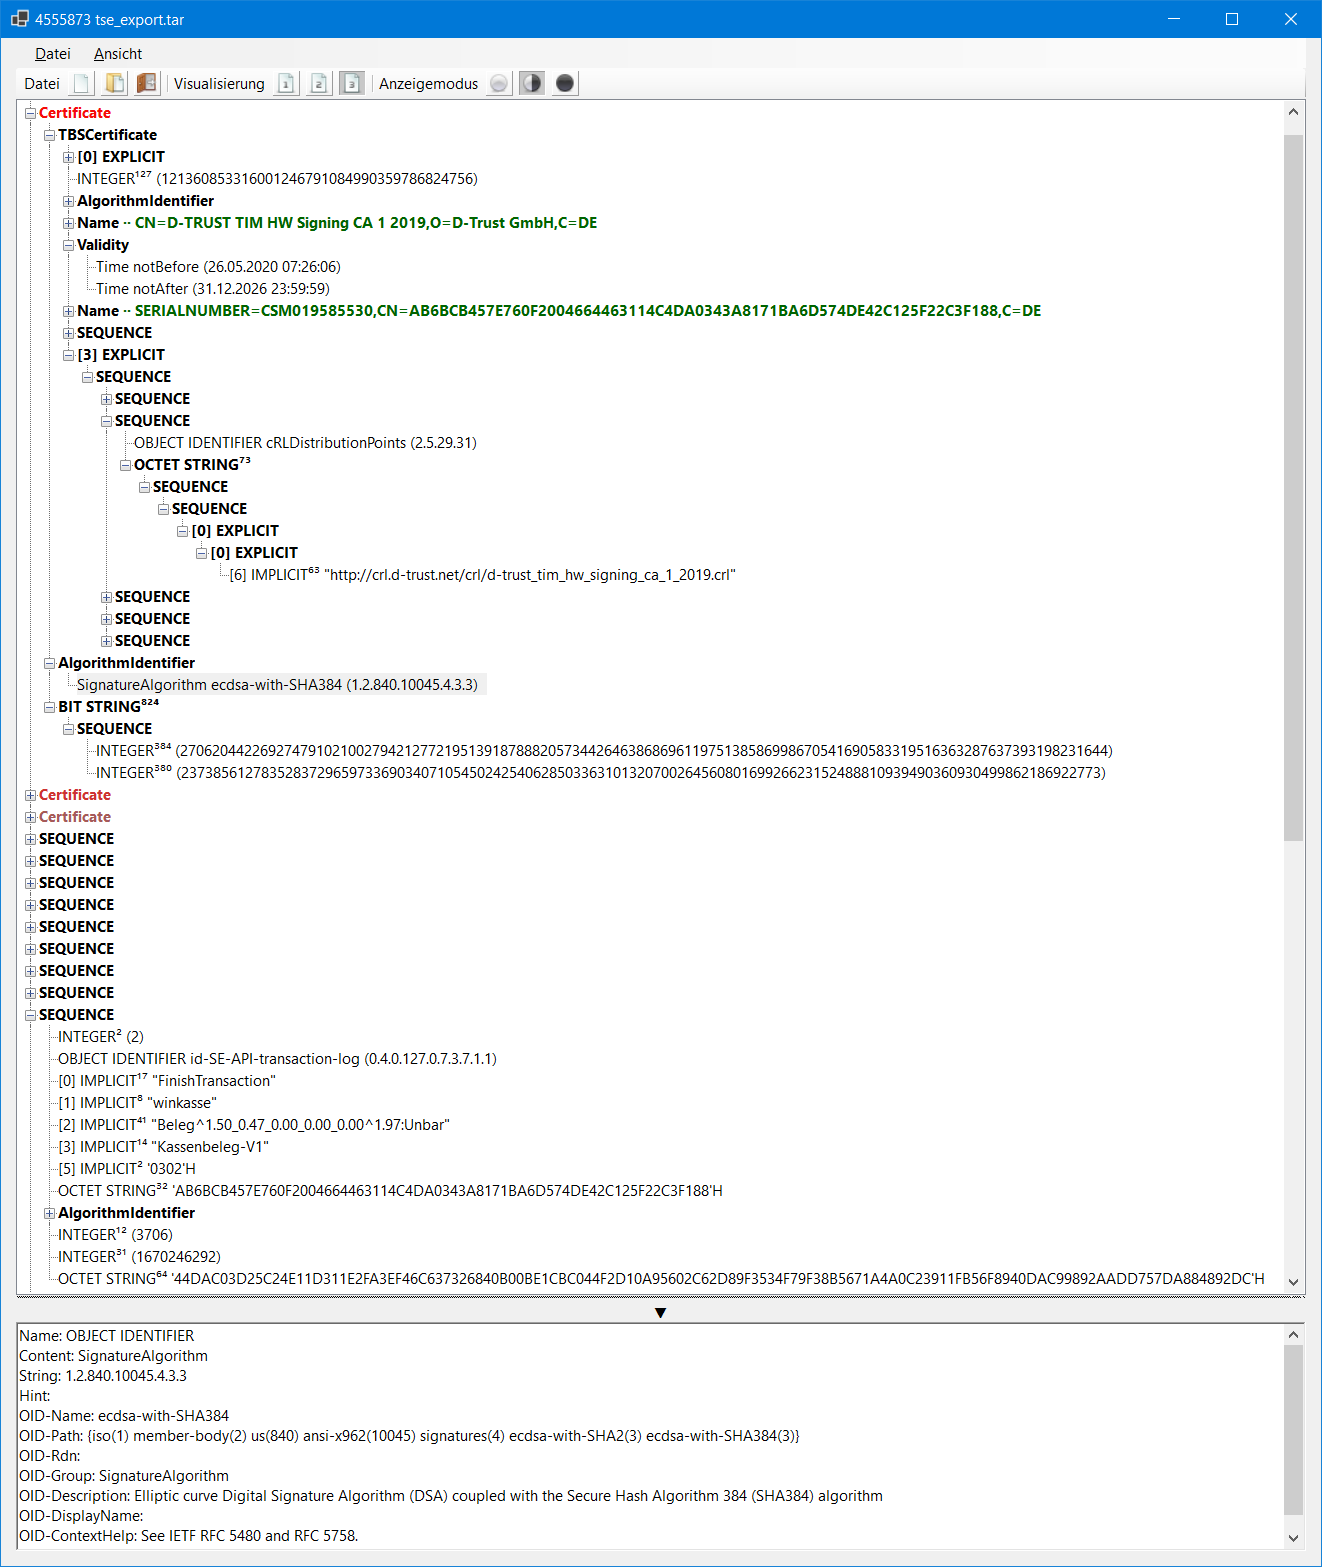 4555873 tse_export.tar
Datei Ansicht
Datei Visualisierung 1 2 3 Anzeigemodus
Certificate
TBSCertificate
[0] EXPLICIT
INTEGER¹²⁷ (121360853316001246791084990359786824756)
AlgorithmIdentifier
Name ·· CN=D-TRUST TIM HW Signing CA 1 2019,O=D-Trust GmbH,C=DE
Validity
Time notBefore (26.05.2020 07:26:06)
Time notAfter (31.12.2026 23:59:59)
Name ·· SERIALNUMBER=CSM019585530,CN=AB6BCB457E760F2004664463114C4DA0343A8171BA6D574DE42C125F22C3F188,C=DE
SEQUENCE
[3] EXPLICIT
SEQUENCE
SEQUENCE
SEQUENCE
OBJECT IDENTIFIER cRLDistributionPoints (2.5.29.31)
OCTET STRING⁷³
SEQUENCE
SEQUENCE
[0] EXPLICIT
[0] EXPLICIT
[6] IMPLICIT⁶³ "http://crl.d-trust.net/crl/d-trust_tim_hw_signing_ca_1_2019.crl"
SEQUENCE
SEQUENCE
SEQUENCE
AlgorithmIdentifier
SignatureAlgorithm ecdsa-with-SHA384 (1.2.840.10045.4.3.3)
BIT STRING⁸²⁴
SEQUENCE
INTEGER³⁸⁴ (27062044226927479102100279421277219513918788820573442646386869611975138586998670541690583319516363287637393198231644)
INTEGER³⁸⁰ (2373856127835283729659733690340710545024254062850336310132070026456080169926623152488810939490360930499862186922773)
Certificate
Certificate
SEQUENCE
SEQUENCE
SEQUENCE
SEQUENCE
SEQUENCE
SEQUENCE
SEQUENCE
SEQUENCE
SEQUENCE
INTEGER² (2)
OBJECT IDENTIFIER id-SE-API-transaction-log (0.4.0.127.0.7.3.7.1.1)
[0] IMPLICIT¹⁷ "FinishTransaction"
[1] IMPLICIT⁸ "winkasse"
[2] IMPLICIT⁴¹ "Beleg^1.50_0.47_0.00_0.00_0.00^1.97:Unbar"
[3] IMPLICIT¹⁴ "Kassenbeleg-V1"
[5] IMPLICIT² '0302'H
OCTET STRING³² 'AB6BCB457E760F2004664463114C4DA0343A8171BA6D574DE42C125F22C3F188'H
AlgorithmIdentifier
INTEGER¹² (3706)
INTEGER³¹ (1670246292)
OCTET STRING⁶⁴ '44DAC03D25C24E11D311E2FA3EF46C637326840B00BE1CBC044F2D10A95602C62D89F3534F79F38B5671A4A0C23911FB56F8940DAC99892AADD757DA884892DC'H
Name: OBJECT IDENTIFIER
Content: SignatureAlgorithm
String: 1.2.840.10045.4.3.3
Hint:
OID-Name: ecdsa-with-SHA384
OID-Path: {iso(1) member-body(2) us(840) ansi-x962(10045) signatures(4) ecdsa-with-SHA2(3) ecdsa-with-SHA384(3)}
OID-Rdn:
OID-Group: SignatureAlgorithm
OID-Description: Elliptic curve Digital Signature Algorithm (DSA) coupled with the Secure Hash Algorithm 384 (SHA384) algorithm
OID-DisplayName:
OID-ContextHelp: See IETF RFC 5480 and RFC 5758.